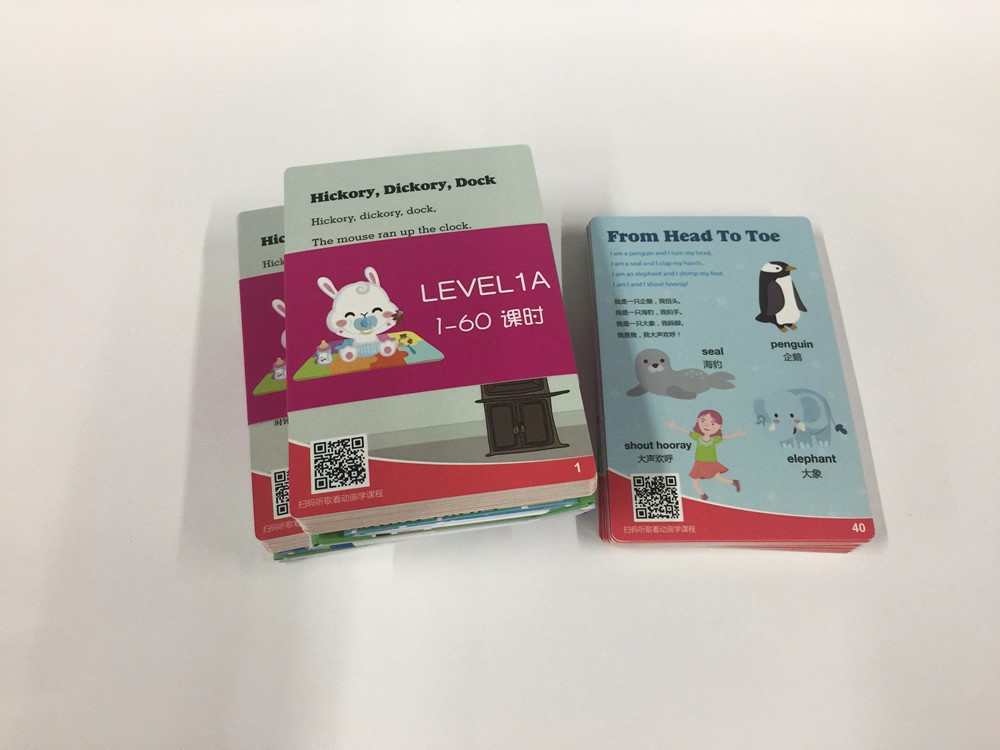 Hickory, Dickory, Dock
Hickory, dickory, dock,
The mouse ran up the clock.
LEVEL1A
1-60 课时
扫码听歌看动画学课程
1
Hic
Hick
扫码听歌
From Head To Toe
I am a penguin and I turn my head.
I am a seal and I clap my hands.
I am an elephant and I stomp my foot.
I am I and I shout hooray!
我是一只企鹅，我扭头。
我是一只海豹，我拍手。
我是一只大象，我跺脚。
我是我，我大声欢呼！
penguin
企鹅
seal
海豹
shout hooray
大声欢呼
elephant
大象
扫码听歌看动画学课程
40